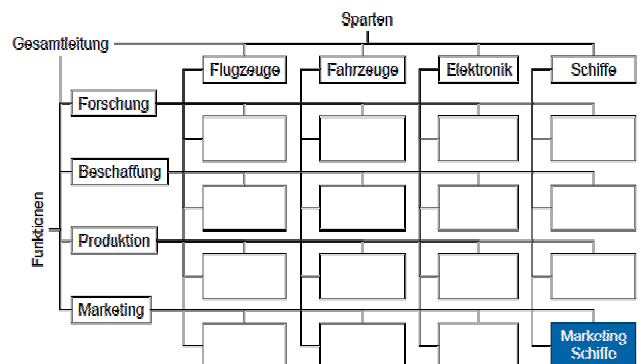 Sparten
Gesamtleitung
Flugzeuge
Fahrzeuge
Elektronik
Schiffe
Forschung
Beschaffung
Funktionen
Produktion
Marketing
Marketing
Schiffe